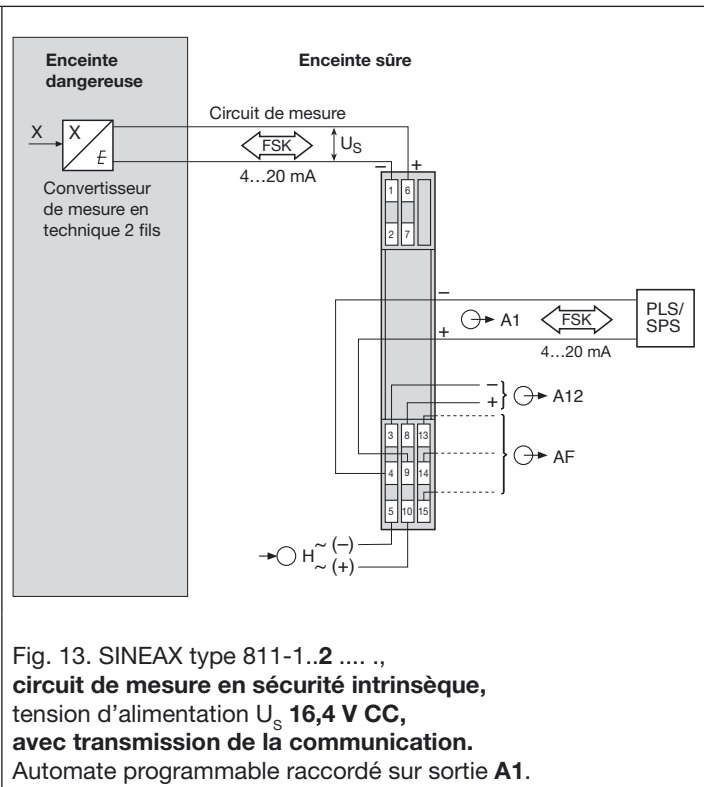 Enceinte
dangereuse
Enceinte sûre
Circuit de mesure
X
X
E
FSK
U_S
4...20 mA
– +
Convertisseur
de mesure en
technique 2 fils
1 6
2 7
–
A1
FSK
PLS/
SPS
+
4...20 mA
–
+
A12
3 8 13
4 9 14
AF
5 10 15
H ~ (–)
~ (+)
Fig. 13. SINEAX type 811-1..2 .... .,
circuit de mesure en sécurité intrinsèque,
tension d’alimentation U_S 16,4 V CC,
avec transmission de la communication.
Automate programmable raccordé sur sortie A1.